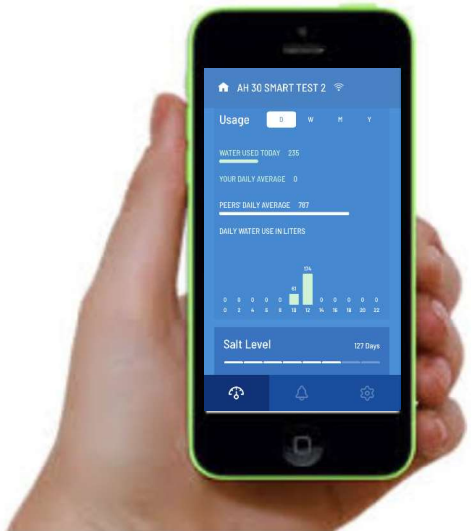 AH 30 SMART TEST 2
Usage D W M Y
WATER USED TODAY 235
YOUR DAILY AVERAGE 0
PEERS' DAILY AVERAGE 787
DAILY WATER USE IN LITERS
174
61
0 0 0 0 0 0 0 0 0 0
0 2 4 6 8 10 12 14 16 18 20 22
Salt Level 127 Days